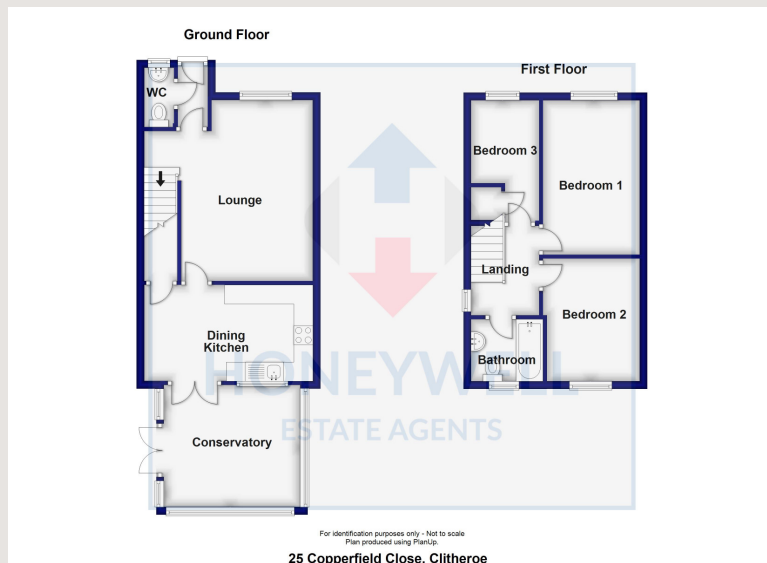 Ground Floor
First Floor
WC
Lounge
Dining
Kitchen
Conservatory
Bedroom 3
Bedroom 1
Landing
Bedroom 2
Bathroom
HONEYWELL
ESTATE AGENTS
For identification purposes only - Not to scale
Plan produced using PlanUp.
25 Copperfield Close, Clitheroe